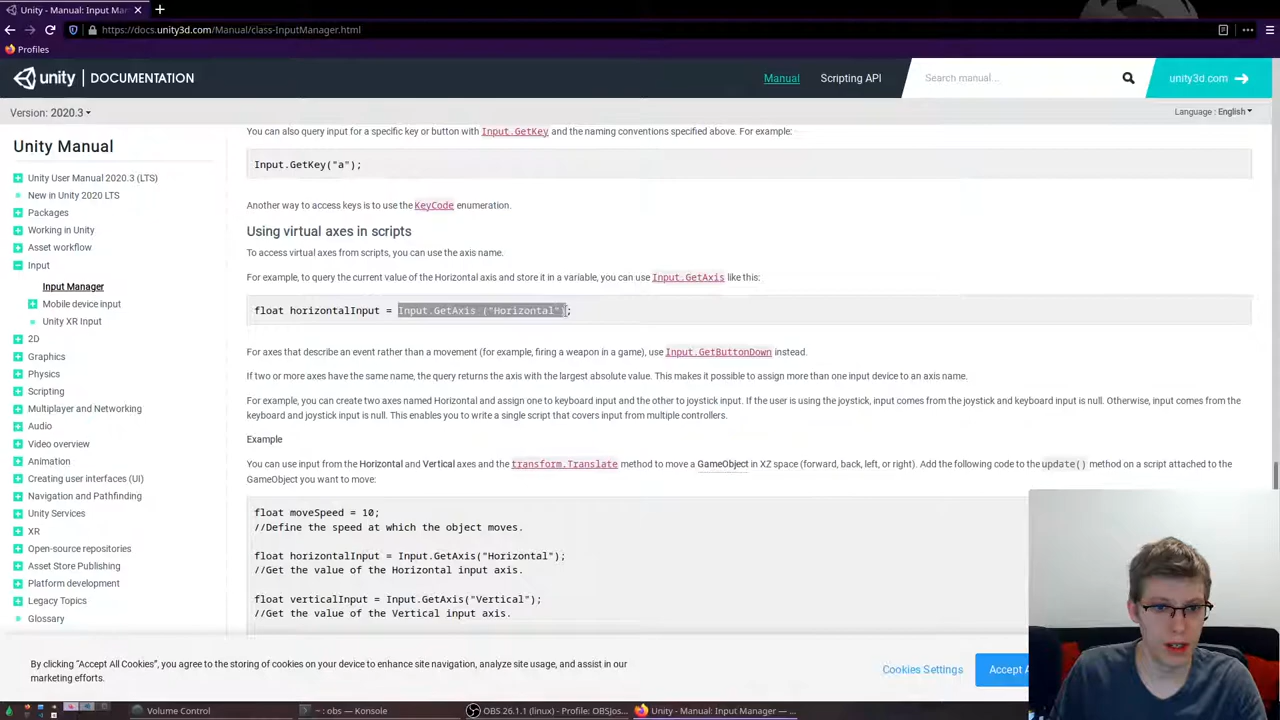 Unity - Manual: Input Man
https://docs.unity3d.com/Manual/class-InputManager.html
Profiles
unity | DOCUMENTATION
Manual
Scripting API
Search manual...
unity3d.com
Version: 2020.3
Language : English
Unity Manual
Unity User Manual 2020.3 (LTS)
New in Unity 2020 LTS
Packages
Working in Unity
Asset workflow
Input
Input Manager
Mobile device input
Unity XR Input
2D
Graphics
Physics
Scripting
Multiplayer and Networking
Audio
Video overview
Animation
Creating user interfaces (UI)
Navigation and Pathfinding
Unity Services
XR
Open-source repositories
Asset Store Publishing
Platform development
Legacy Topics
Glossary
You can also query input for a specific key or button with Input.GetKey and the naming conventions specified above. For example:
Input.GetKey("a");
Another way to access keys is to use the KeyCode enumeration.
Using virtual axes in scripts
To access virtual axes from scripts, you can use the axis name.
For example, to query the current value of the Horizontal axis and store it in a variable, you can use Input.GetAxis like this:
float horizontalInput = Input.GetAxis ("Horizontal");
For axes that describe an event rather than a movement (for example, firing a weapon in a game), use Input.GetButtonDown instead.
If two or more axes have the same name, the query returns the axis with the largest absolute value. This makes it possible to assign more than one input device to an axis name.
For example, you can create two axes named Horizontal and assign one to keyboard input and the other to joystick input. If the user is using the joystick, input comes from the joystick and keyboard input is null. Otherwise, input comes from the
keyboard and joystick input is null. This enables you to write a single script that covers input from multiple controllers.
Example
You can use input from the Horizontal and Vertical axes and the transform.Translate method to move a GameObject in XZ space (forward, back, left, or right). Add the following code to the update() method on a script attached to the
GameObject you want to move:
float moveSpeed = 10;
//Define the speed at which the object moves.
float horizontalInput = Input.GetAxis("Horizontal");
//Get the value of the Horizontal input axis.
float verticalInput = Input.GetAxis("Vertical");
//Get the value of the Vertical input axis.
By clicking “Accept All Cookies”, you agree to the storing of cookies on your device to enhance site navigation, analyze site usage, and assist in our
marketing efforts.
Cookies Settings
Accept A
Volume Control
~ : obs — Konsole
OBS 26.1.1 (linux) - Profile: OBSJos...
Unity - Manual: Input Manager — ...